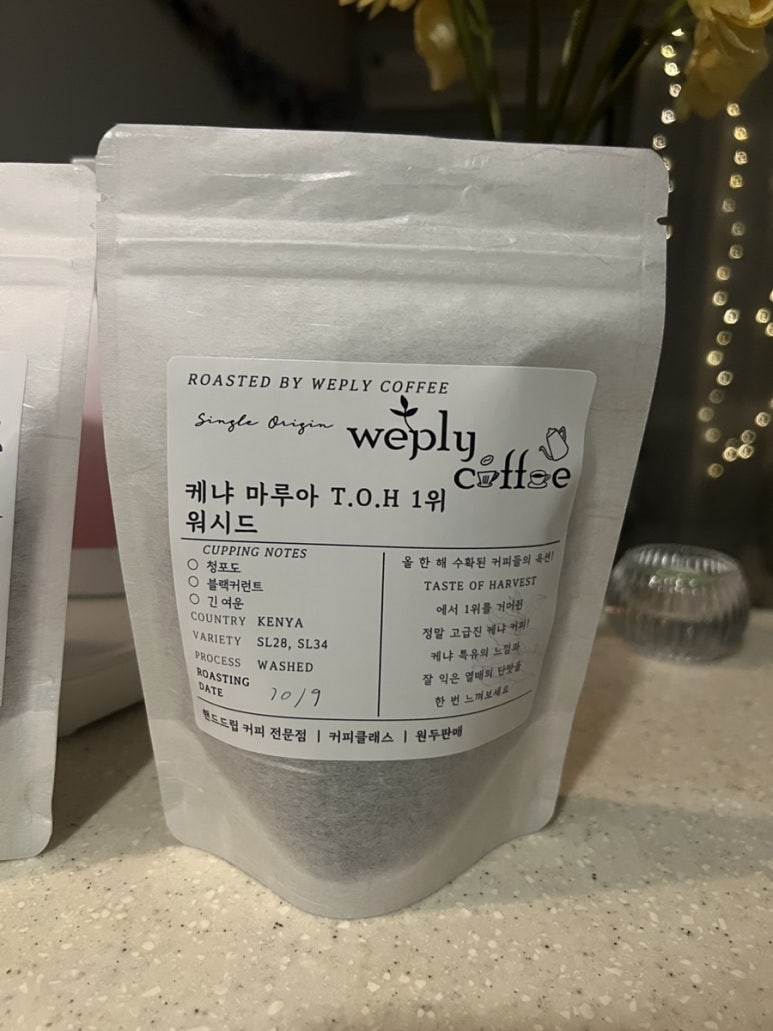 ROASTED BY WEPLY COFFEE
Single Origin
weply
coffee
케냐 마루아 T.O.H 1위
워시드
CUPPING NOTES
청포도
블랙커런트
긴 여운
COUNTRY KENYA
VARIETY SL28, SL34
PROCESS WASHED
ROASTING
DATE 10/9
올 한 해 수확된 커피들의 옥션!
TASTE OF HARVEST
에서 1위를 거머쥔
정말 고급진 케냐 커피!
케냐 특유의 느낌과
잘 익은 열매의 단맛을
한 번 느껴보세요
핸드드립 커피 전문점 | 커피클래스 | 원두판매